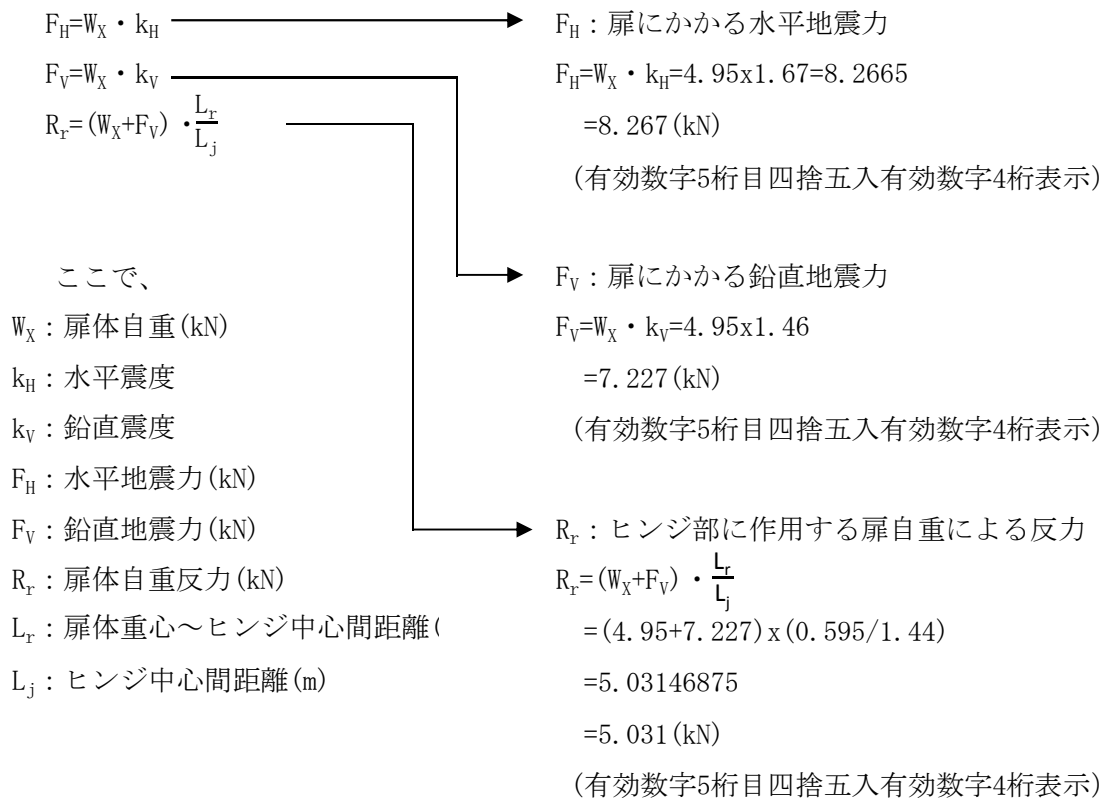 F_H=W_X・k_H
F_V=W_X・k_V
R_r=(W_X+F_V)・L_r/L_j
ここで、
W_X：扉体自重(kN)
k_H：水平震度
k_V：鉛直震度
F_H：水平地震力(kN)
F_V：鉛直地震力(kN)
R_r：扉体自重反力(kN)
L_r：扉体重心～ヒンジ中心間距離(
L_j：ヒンジ中心間距離(m)
F_H：扉にかかる水平地震力
F_H=W_X・k_H=4.95x1.67=8.2665
=8.267(kN)
(有効数字5桁目四捨五入有効数字4桁表示)
F_V：扉にかかる鉛直地震力
F_V=W_X・k_V=4.95x1.46
=7.227(kN)
(有効数字5桁目四捨五入有効数字4桁表示)
R_r：ヒンジ部に作用する扉自重による反力
R_r=(W_X+F_V)・L_r/L_j
=(4.95+7.227)x(0.595/1.44)
=5.03146875
=5.031(kN)
(有効数字5桁目四捨五入有効数字4桁表示)